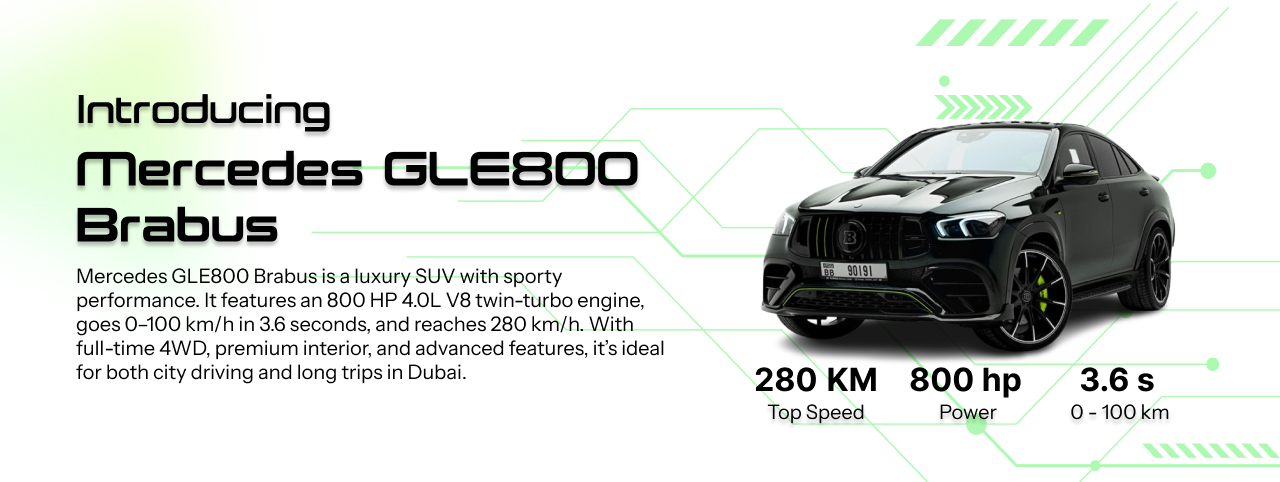 Introducing
Mercedes GLE800
Brabus
Mercedes GLE800 Brabus is a luxury SUV with sporty
performance. It features an 800 HP 4.0L V8 twin-turbo engine,
goes 0–100 km/h in 3.6 seconds, and reaches 280 km/h. With
full-time 4WD, premium interior, and advanced features, it’s ideal
for both city driving and long trips in Dubai.
B
BB 90191
280 KM 800 hp 3.6 s
Top Speed Power 0 - 100 km